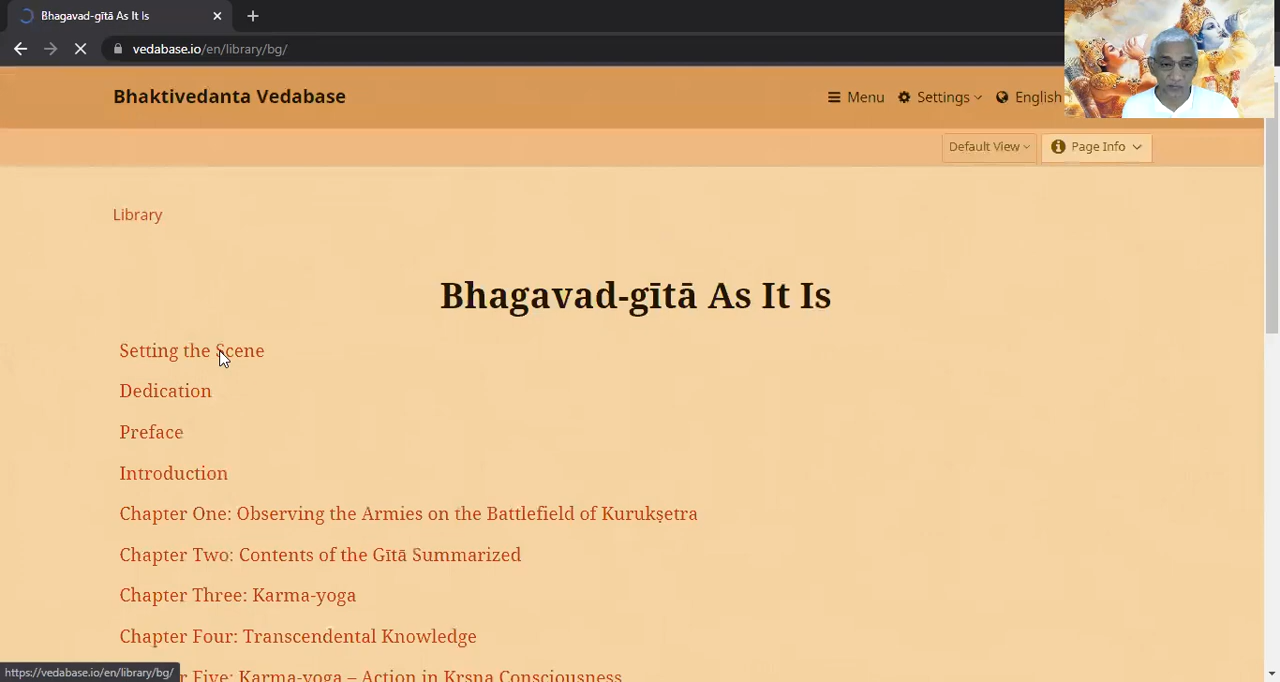 Bhagavad-gītā As It Is
vedabase.io/en/library/bg/
Bhaktivedanta Vedabase
Menu Settings English
Default View Page Info
Library
Bhagavad-gītā As It Is
Setting the Scene
Dedication
Preface
Introduction
Chapter One: Observing the Armies on the Battlefield of Kurukṣetra
Chapter Two: Contents of the Gītā Summarized
Chapter Three: Karma-yoga
Chapter Four: Transcendental Knowledge
r Five: Karma-yoga – Action in Kṛṣṇa Consciousness
https://vedabase.io/en/library/bg/